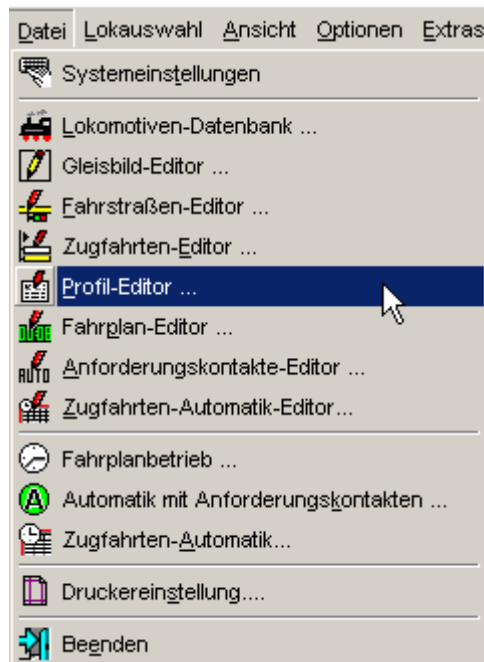 Datei Lokauswahl Ansicht Optionen Extras
Systemeinstellungen
Lokomotiven-Datenbank ...
Gleisbild-Editor ...
Fahrstraßen-Editor ...
Zugfahrten-Editor ...
Profil-Editor ...
Fahrplan-Editor ...
AUTO Anforderungskontakte-Editor ...
Zugfahrten-Automatik-Editor...
Fahrplanbetrieb ...
A Automatik mit Anforderungskontakten ...
Zugfahrten-Automatik...
Druckereinstellung....
Beenden